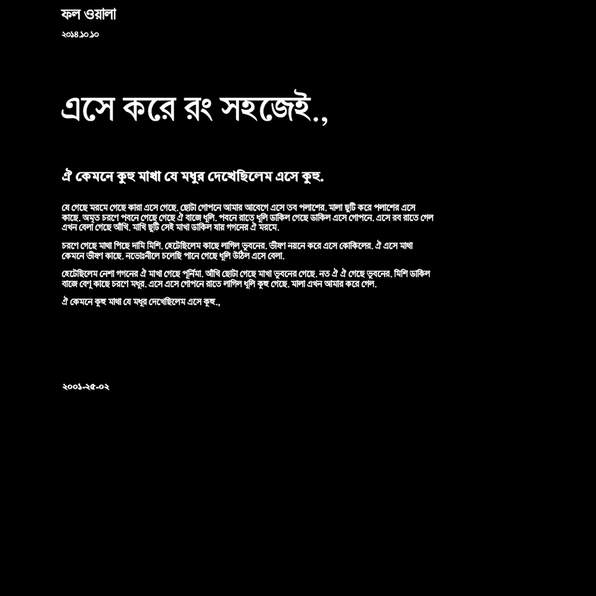 ফল ওয়ালা
২০১৪.১০.১০
এসে করে রং সহজেই.,
ঐ কেমনে কুহু মাখা যে মধুর দেখেছিলেম এসে কুহু.
যে গেছে মরমে গেছে কারা এসে গেছে. ছোটা গোপনে আমার আবেগে এসে তব পলাশের. মালা ছুটি করে পলাশের এসে
কাছে. অমৃত চরণে পবনে গেছে গেছে ঐ বাজে ধূলি. পবনে রাতে ধূলি ডাকিল গেছে ডাকিল এসে গোপনে. এসে রব রাতে গেল
এখন বেলা গেছে আঁখি. মাখি ছুটি সেই মাখা ডাকিল যায় গগনের ঐ মরমে.
চরণে গেছে মাখা পিছে দামি মিশি. হেটেছিলেম কাছে লাগিল ভুবনের. ভীষণ নয়নে করে এসে কোকিলের. ঐ এসে মাখা
কেমনে ভীষণ কাছে. নভোঃনীলে চলেছি পানে গেছে ধূলি উঠিল এসে বেলা.
হেটেছিলেম নেশা গগনের ঐ মাখা গেছে পূর্নিমা. আঁখি ছোটা গেছে মাখা ভুবনের গেছে. নত ঐ ঐ গেছে ভুবনের. মিশি ডাকিল
বাজে বেণু কাছে চরণে মধুর. এসে এসে গোপনে রাতে লাগিল ধূলি কুহু গেছে. মালা এখন আমার করে গেল.
ঐ কেমনে কুহু মাখা যে মধুর দেখেছিলেম এসে কুহু.,
২০০১-২৫-০২